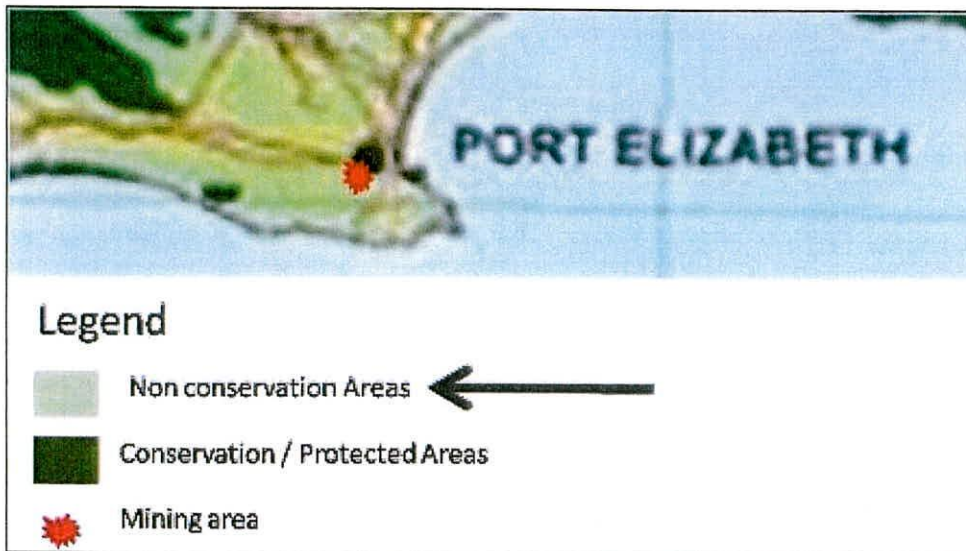 PORT ELIZABETH
Legend
Non conservation Areas
Conservation / Protected Areas
Mining area